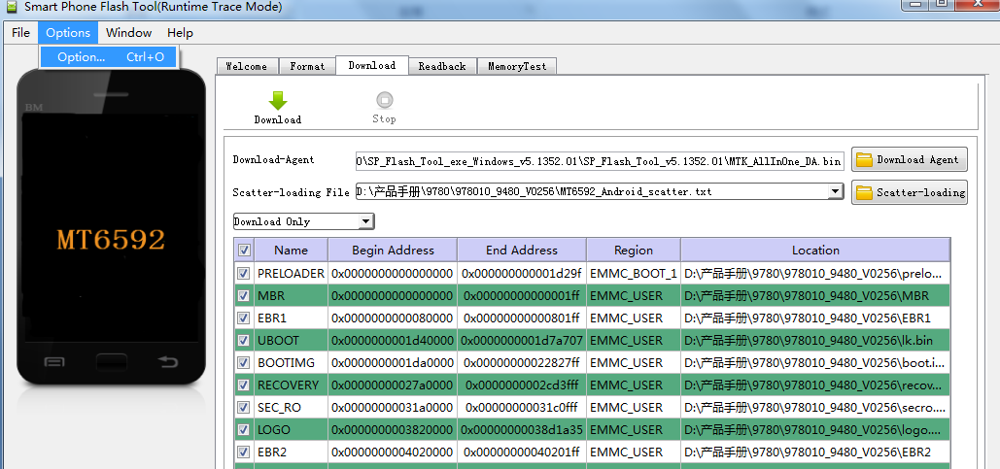 Smart Phone Flash Tool(Runtime Trace Mode)
File Options Window Help
Option... Ctrl+O
Welcome Format Download Readback MemoryTest
BM
Download Stop
Download-Agent O\SP_Flash_Tool_exe_Windows_v5.1352.01\SP_Flash_Tool_v5.1352.01\MTK_AllInOne_DA.bin Download Agent
Scatter-loading File D:\产品手册\9780\978010_9480_V0256\MT6592_Android_scatter.txt Scatter-loading
Download Only
MT6592
Name Begin Address End Address Region Location
PRELOADER 0x0000000000000000 0x000000000001d29f EMMC_BOOT_1 D:\产品手册\9780\978010_9480_V0256\prelo...
MBR 0x0000000000000000 0x00000000000001ff EMMC_USER D:\产品手册\9780\978010_9480_V0256\MBR
EBR1 0x0000000000080000 0x00000000000801ff EMMC_USER D:\产品手册\9780\978010_9480_V0256\EBR1
UBOOT 0x0000000001d40000 0x0000000001d7a707 EMMC_USER D:\产品手册\9780\978010_9480_V0256\lk.bin
BOOTIMG 0x0000000001da0000 0x00000000022827ff EMMC_USER D:\产品手册\9780\978010_9480_V0256\boot.i...
RECOVERY 0x00000000027a0000 0x0000000002cd3fff EMMC_USER D:\产品手册\9780\978010_9480_V0256\recov...
SEC_RO 0x00000000031a0000 0x00000000031c0fff EMMC_USER D:\产品手册\9780\978010_9480_V0256\secro....
LOGO 0x0000000003820000 0x00000000038d1a35 EMMC_USER D:\产品手册\9780\978010_9480_V0256\logo....
EBR2 0x0000000004020000 0x00000000040201ff EMMC_USER D:\产品手册\9780\978010_9480_V0256\EBR2